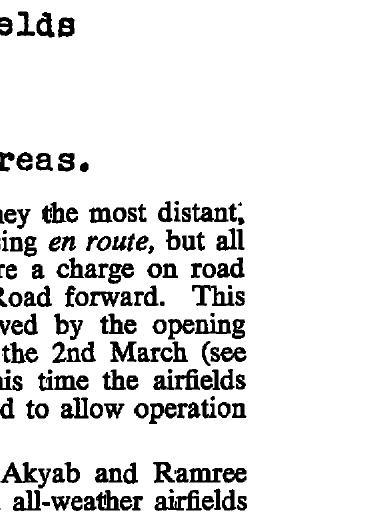 elds
reas.
ey the most distant;
ing en route, but all
re a charge on road
Road forward. This
ved by the opening
the 2nd March (see
is time the airfields
d to allow operation
Akyab and Ramree
all-weather airfields